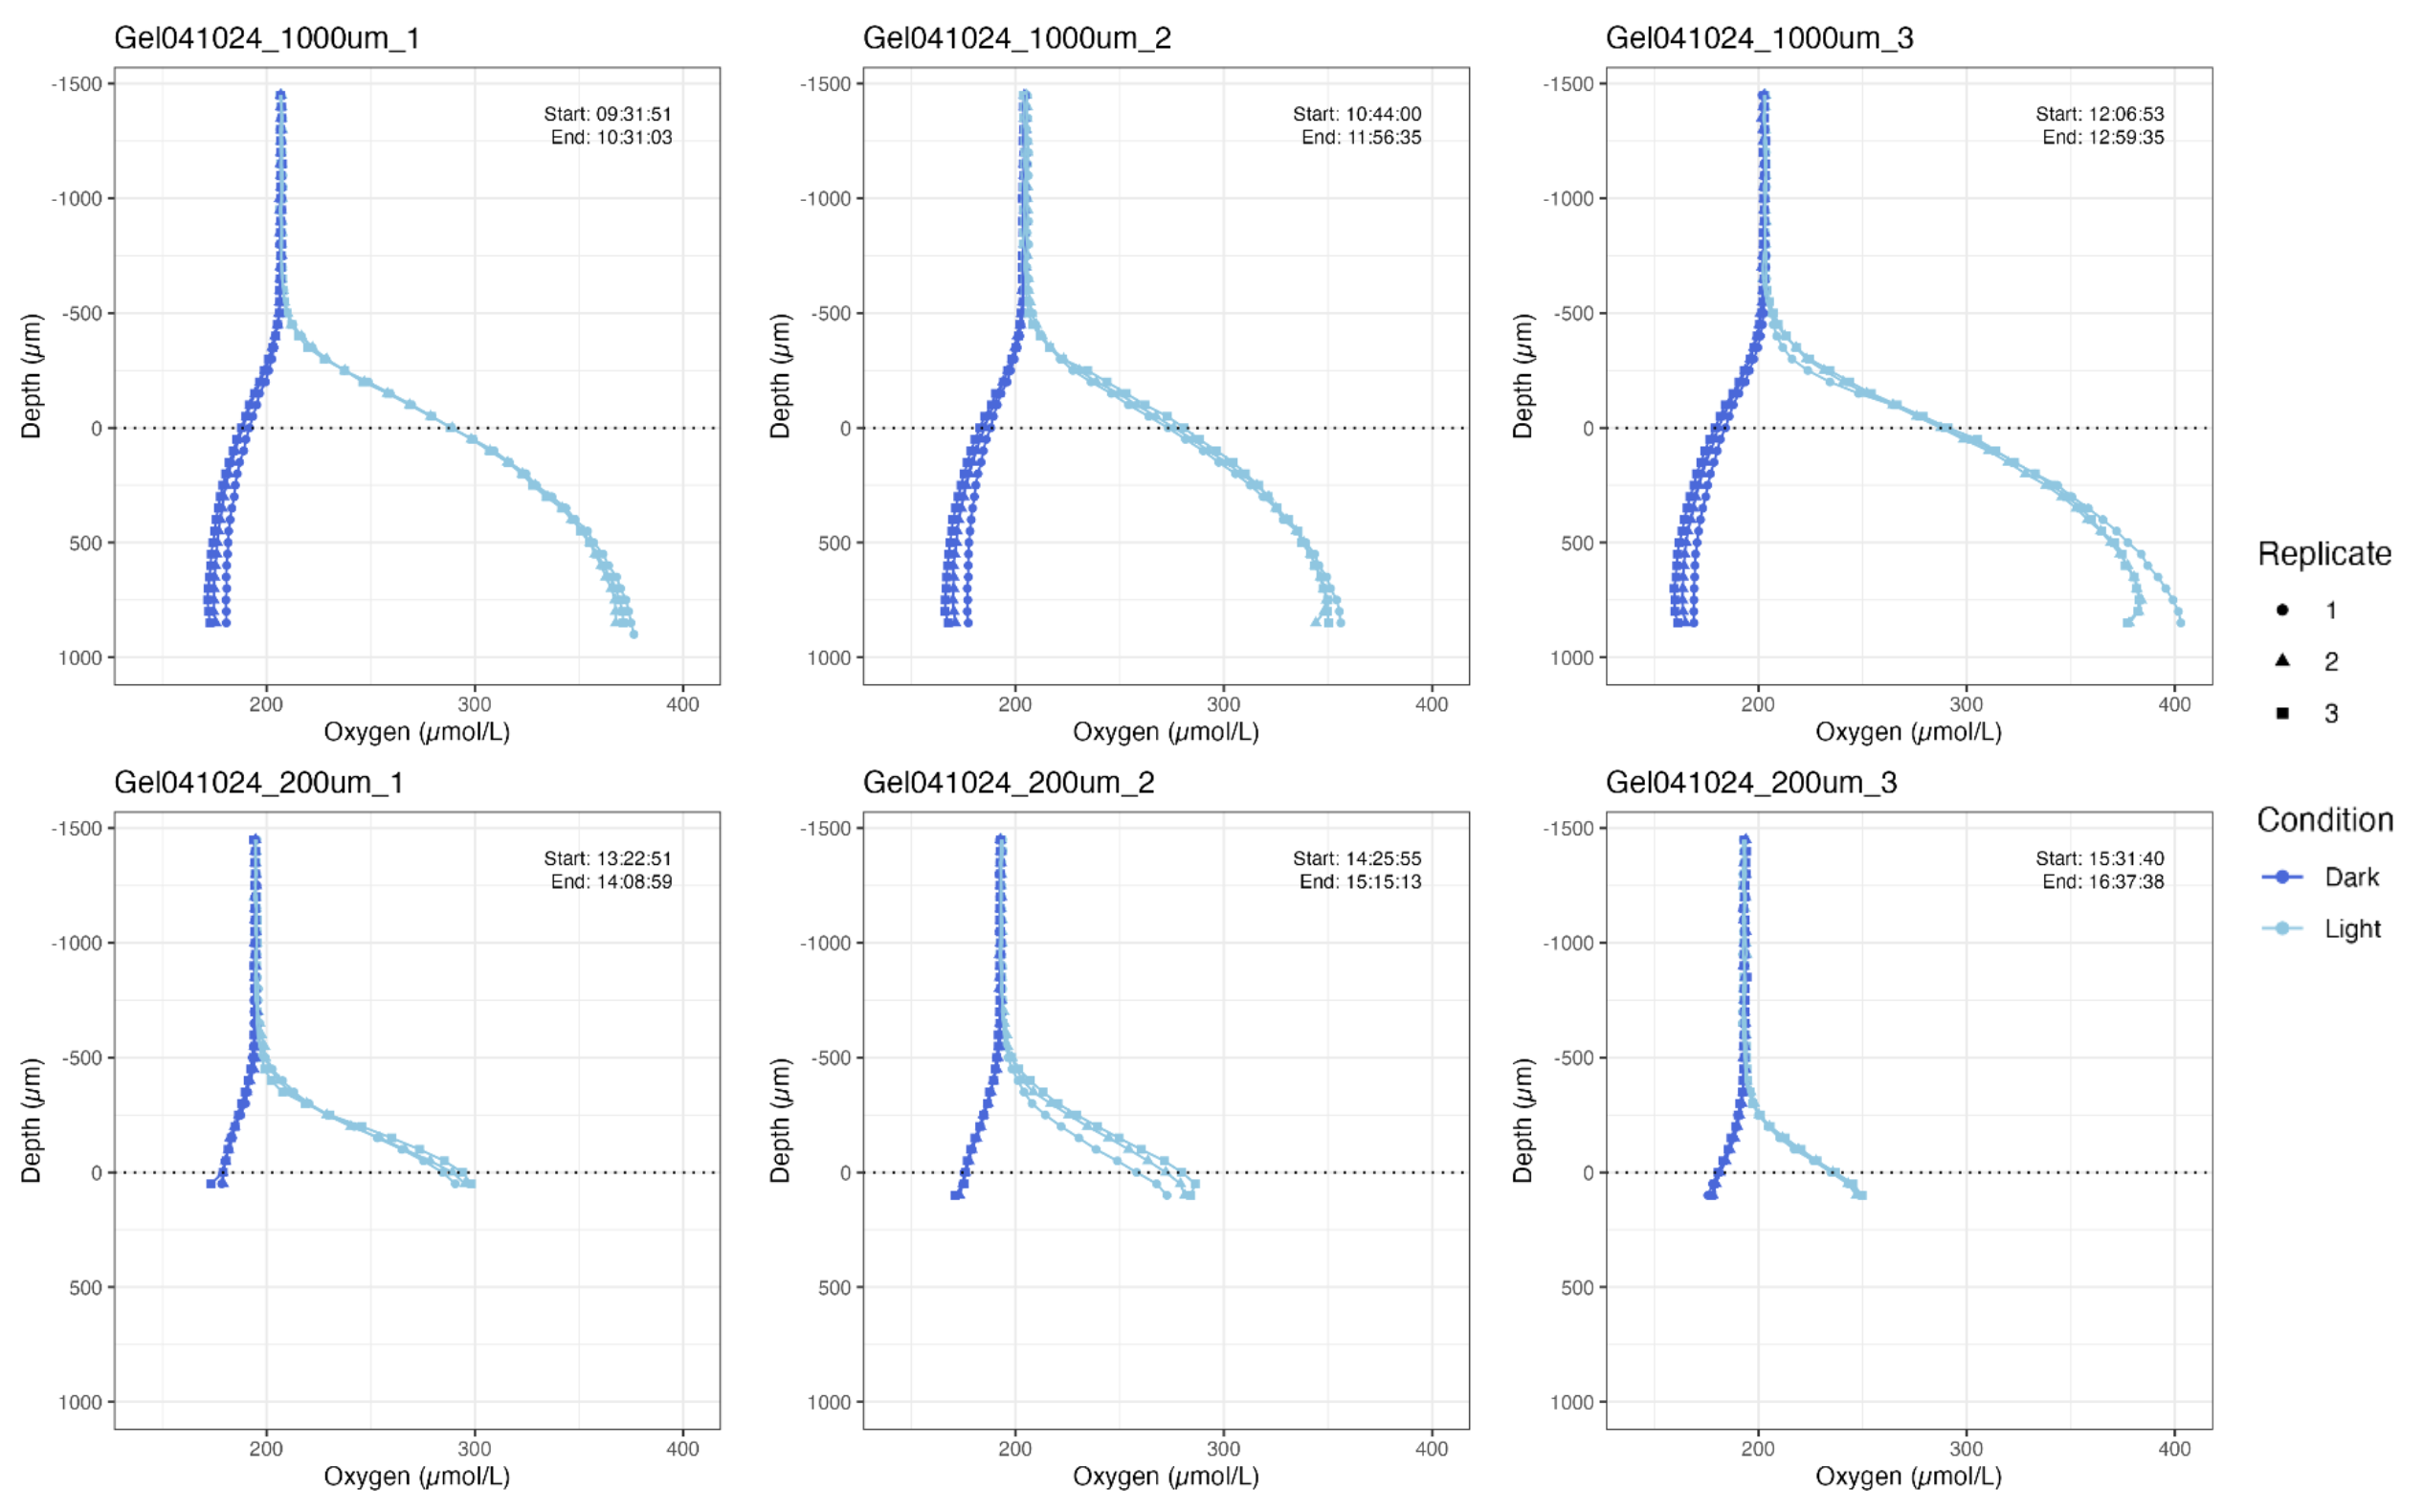 Gel041024_1000um_1
Start: 09:31:51
End: 10:31:03
Depth (µm)
-1500
-1000
-500
0
500
1000
200
300
400
Oxygen (µmol/L)
Gel041024_1000um_2
Start: 10:44:00
End: 11:56:35
Depth (µm)
-1500
-1000
-500
0
500
1000
200
300
400
Oxygen (µmol/L)
Gel041024_1000um_3
Start: 12:06:53
End: 12:59:35
Depth (µm)
-1500
-1000
-500
0
500
1000
200
300
400
Oxygen (µmol/L)
Gel041024_200um_1
Start: 13:22:51
End: 14:08:59
Depth (µm)
-1500
-1000
-500
0
500
1000
200
300
400
Oxygen (µmol/L)
Gel041024_200um_2
Start: 14:25:55
End: 15:15:13
Depth (µm)
-1500
-1000
-500
0
500
1000
200
300
400
Oxygen (µmol/L)
Gel041024_200um_3
Start: 15:31:40
End: 16:37:38
Depth (µm)
-1500
-1000
-500
0
500
1000
200
300
400
Oxygen (µmol/L)
Replicate
1
2
3
Condition
Dark
Light